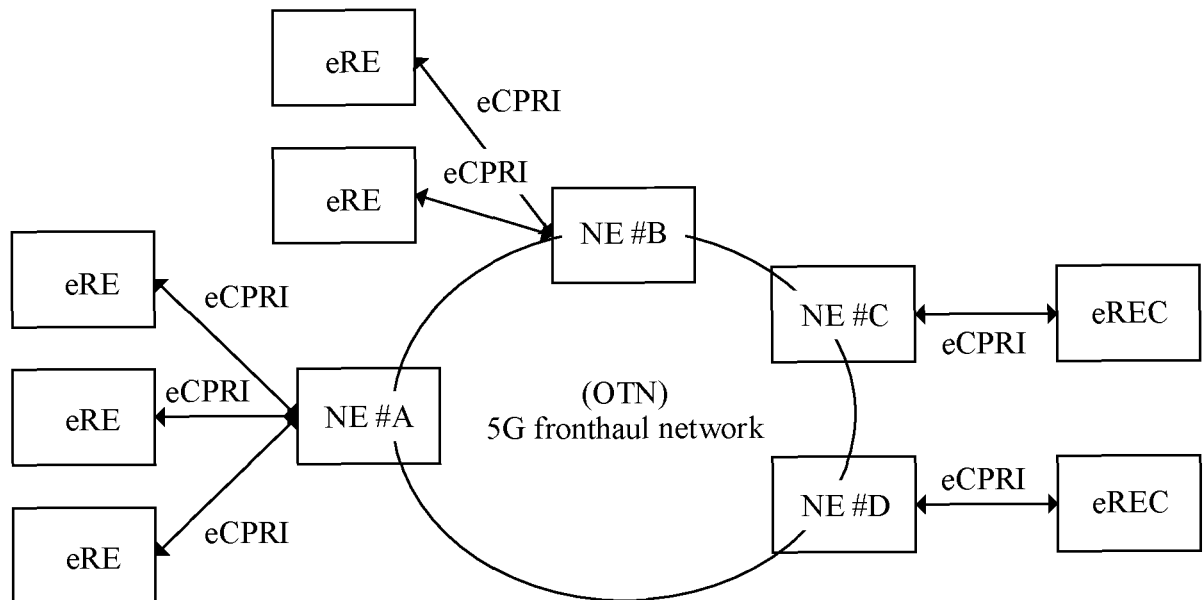 eRE
eCPRI
eRE
eCPRI
NE #B
eRE
eCPRI
NE #C
eCPRI
eREC
eRE
eCPRI
NE #A
(OTN)
5G fronthaul network
NE #D
eCPRI
eREC
eRE
eCPRI